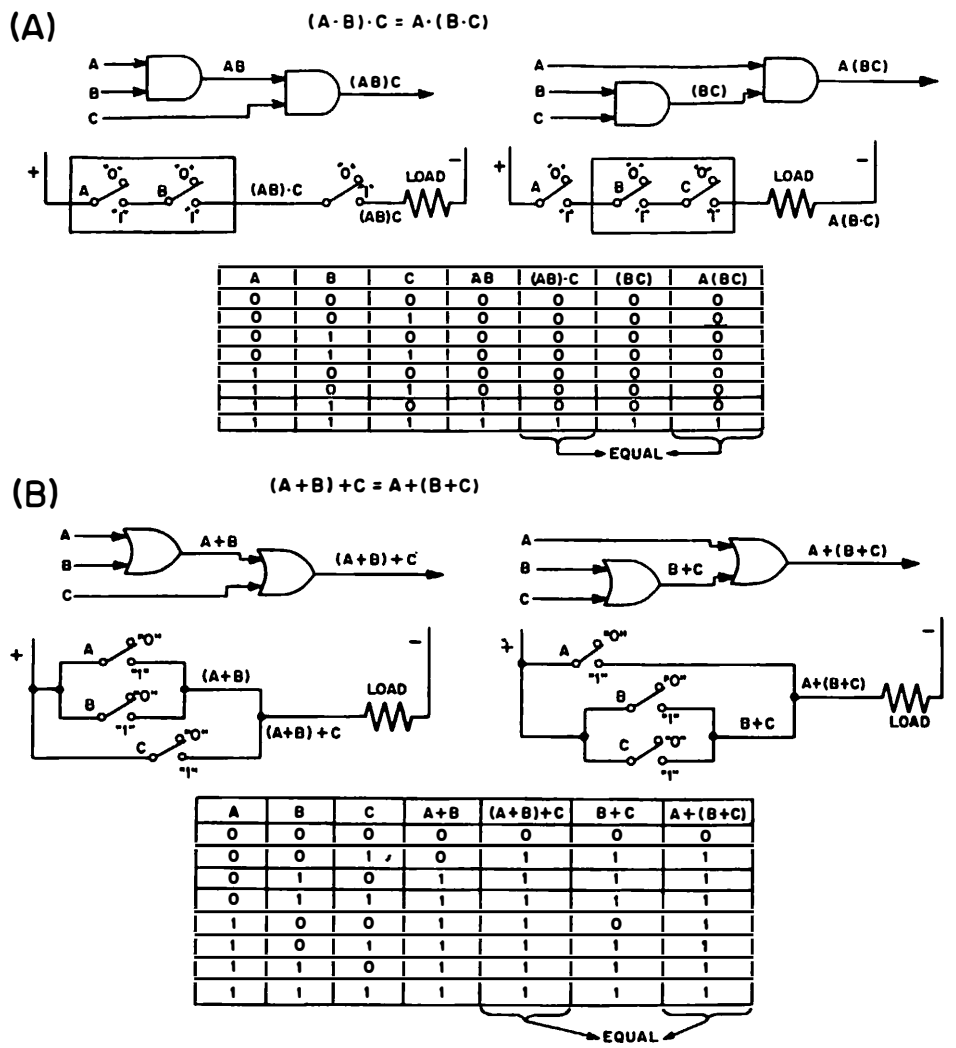 (A)
(A·B)·C = A·(B·C)
A
B
C
AB
(AB)C
A
B
C
(BC)
A(BC)
+
A "0" "1"
B "0" "1"
(AB)·C
"0" "1"
(AB)C
LOAD
−
+
A "0" "1"
B "0" "1"
C "0" "1"
LOAD
−
A(B·C)
A B C AB (AB)·C (BC) A(BC)
0 0 0 0 0 0 0
0 0 1 0 0 0 0
0 1 0 0 0 0 0
0 1 1 0 0 0 0
1 0 0 0 0 0 0
1 0 1 0 0 0 0
1 1 0 1 0 0 0
1 1 1 1 1 1 1
EQUAL
(B)
(A+B)+C = A+(B+C)
A
B
C
A+B
(A+B)+C
A
B
C
B+C
A+(B+C)
+
A "0" "1"
B "0" "1"
(A+B)
C "0" "1"
(A+B)+C
LOAD
−
+
A "0" "1"
B "0" "1"
C "0" "1"
B+C
A+(B+C)
LOAD
−
A B C A+B (A+B)+C B+C A+(B+C)
0 0 0 0 0 0 0
0 0 1 0 1 1 1
0 1 0 1 1 1 1
0 1 1 1 1 1 1
1 0 0 1 1 0 1
1 0 1 1 1 1 1
1 1 0 1 1 1 1
1 1 1 1 1 1 1
EQUAL